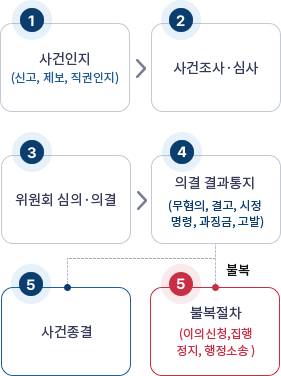 1
사건인지
(신고, 제보, 직권인지)
2
사건조사·심사
3
위원회 심의·의결
4
의결 결과통지
(무혐의, 결고, 시정
명령, 과징금, 고발)
불복
5
사건종결
5
불복절차
(이의신청,집행
정지, 행정소송 )